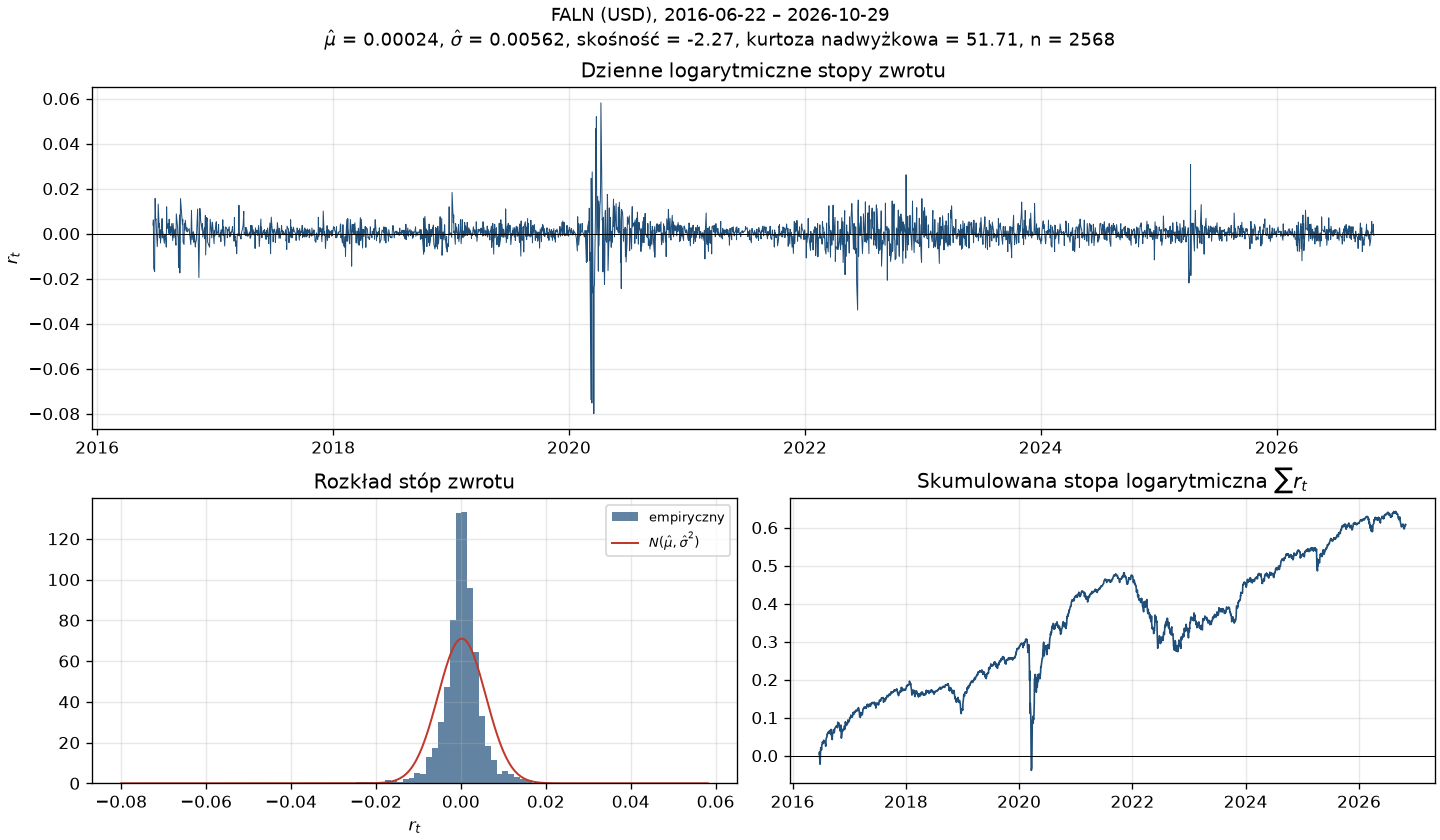 FALN (USD), 2016-06-22 – 2026-10-29
μ̂ = 0.00024, σ̂ = 0.00562, skośność = -2.27, kurtoza nadwyżkowa = 51.71, n = 2568
Dzienne logarytmiczne stopy zwrotu
0.06
0.04
0.02
0.00
−0.02
−0.04
−0.06
−0.08
r_t
2016 2018 2020 2022 2024 2026
Rozkład stóp zwrotu
empiryczny
N(μ̂, σ̂²)
120
100
80
60
40
20
0
−0.08 −0.06 −0.04 −0.02 0.00 0.02 0.04 0.06
r_t
Skumulowana stopa logarytmiczna ∑r_t
0.6
0.5
0.4
0.3
0.2
0.1
0.0
2016 2018 2020 2022 2024 2026